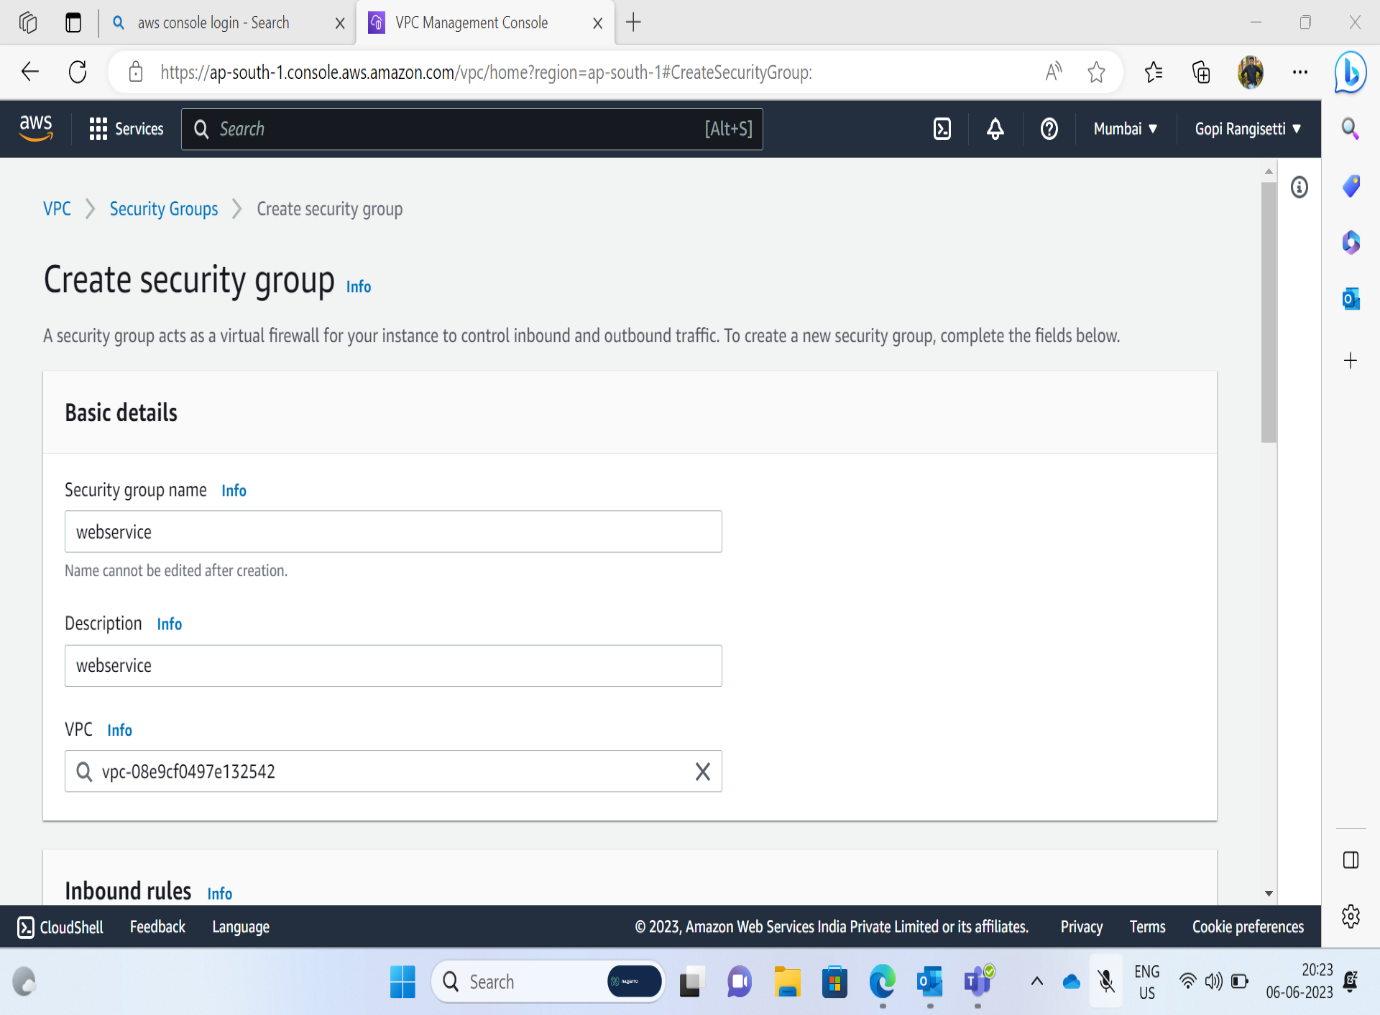 aws console login - Search
VPC Management Console
https://ap-south-1.console.aws.amazon.com/vpc/home?region=ap-south-1#CreateSecurityGroup:
aws
Services
Search
[Alt+S]
Mumbai
Gopi Rangisetti
VPC
Security Groups
Create security group
Create security group Info
A security group acts as a virtual firewall for your instance to control inbound and outbound traffic. To create a new security group, complete the fields below.
Basic details
Security group name Info
webservice
Name cannot be edited after creation.
Description Info
webservice
VPC Info
vpc-08e9cf0497e132542
Inbound rules Info
CloudShell
Feedback
Language
© 2023, Amazon Web Services India Private Limited or its affiliates.
Privacy
Terms
Cookie preferences
Search
ENG
US
20:23
06-06-2023